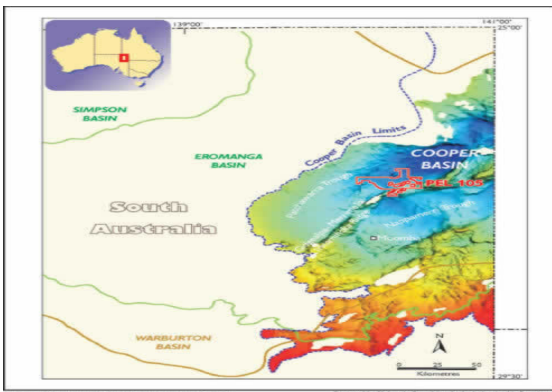 139°00'
141°00'
25°00'
SIMPSON
BASIN
Cooper Basin Limits
EROMANGA
BASIN
COOPER
BASIN
PEL 105
South
Australia
Moomba
WARBURTON
BASIN
N
0 25 50
Kilometres
29°30'